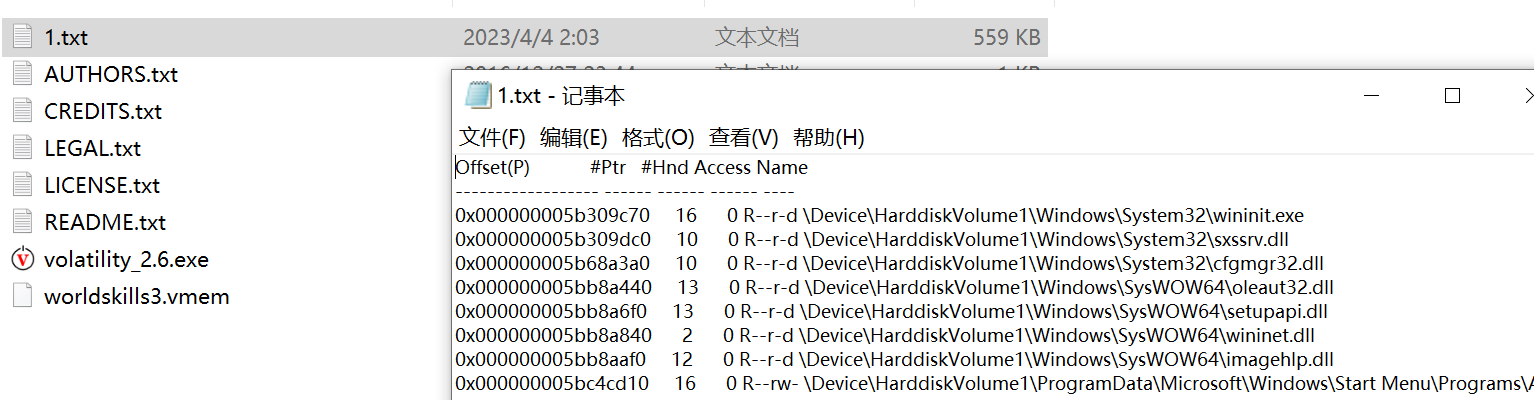 1.txt 2023/4/4 2:03 文本文档 559 KB
AUTHORS.txt
CREDITS.txt
LEGAL.txt
LICENSE.txt
README.txt
volatility_2.6.exe
worldskills3.vmem
1.txt - 记事本
文件(F) 编辑(E) 格式(O) 查看(V) 帮助(H)
Offset(P) #Ptr #Hnd Access Name
------------------ ------ ------ ------ ----
0x000000005b309c70 16 0 R--r-d \Device\HarddiskVolume1\Windows\System32\wininit.exe
0x000000005b309dc0 10 0 R--r-d \Device\HarddiskVolume1\Windows\System32\sxssrv.dll
0x000000005b68a3a0 10 0 R--r-d \Device\HarddiskVolume1\Windows\System32\cfgmgr32.dll
0x000000005bb8a440 13 0 R--r-d \Device\HarddiskVolume1\Windows\SysWOW64\oleaut32.dll
0x000000005bb8a6f0 13 0 R--r-d \Device\HarddiskVolume1\Windows\SysWOW64\setupapi.dll
0x000000005bb8a840 2 0 R--r-d \Device\HarddiskVolume1\Windows\SysWOW64\wininet.dll
0x000000005bb8aaf0 12 0 R--r-d \Device\HarddiskVolume1\Windows\SysWOW64\imagehlp.dll
0x000000005bc4cd10 16 0 R--rw- \Device\HarddiskVolume1\ProgramData\Microsoft\Windows\Start Menu\Programs\